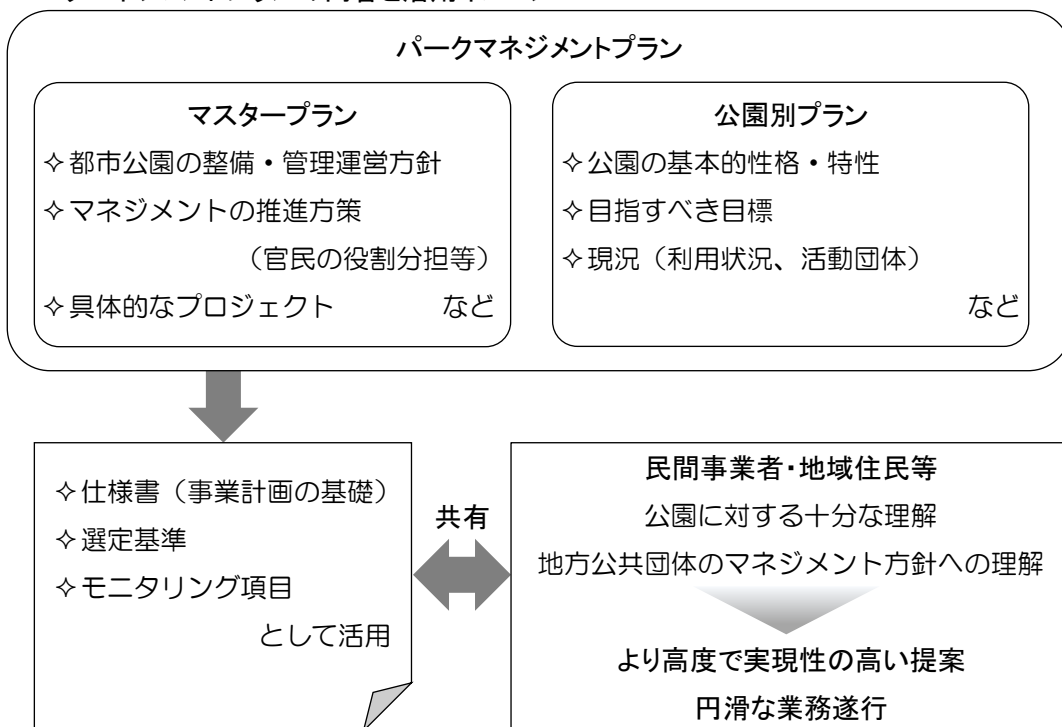 パークマネジメントプラン
マスタープラン
✧都市公園の整備・管理運営方針
✧マネジメントの推進方策
（官民の役割分担等）
✧具体的なプロジェクト　など
公園別プラン
✧公園の基本的性格・特性
✧目指すべき目標
✧現況（利用状況、活動団体）
など
✧仕様書（事業計画の基礎）
✧選定基準
✧モニタリング項目
として活用
共有
民間事業者・地域住民等
公園に対する十分な理解
地方公共団体のマネジメント方針への理解
より高度で実現性の高い提案
円滑な業務遂行